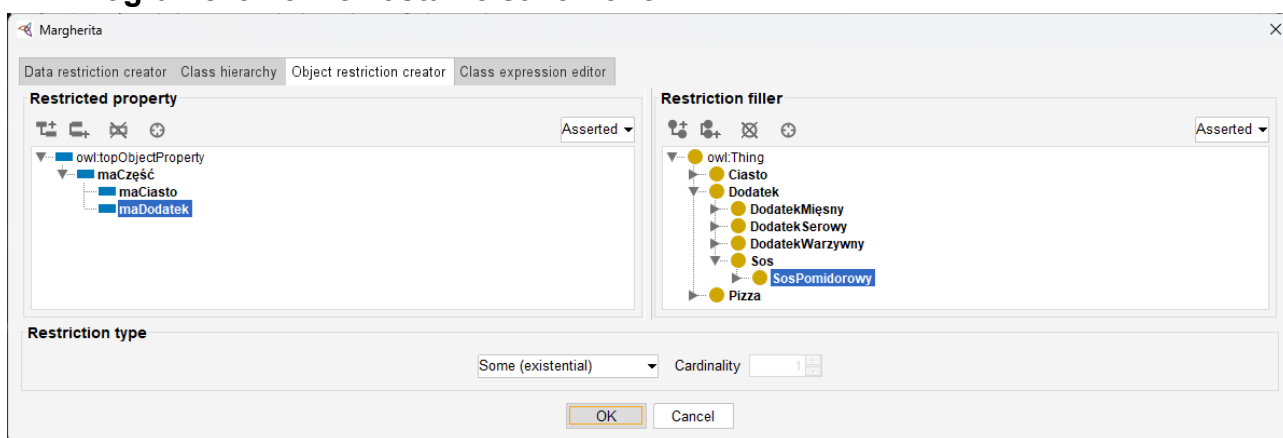 Margherita
Data restriction creator Class hierarchy Object restriction creator Class expression editor
Restricted property
Asserted
owl:topObjectProperty
maCzęść
maCiasto
maDodatek
Restriction filler
Asserted
owl:Thing
Ciasto
Dodatek
DodatekMięsny
DodatekSerowy
DodatekWarzywny
Sos
SosPomidorowy
Pizza
Restriction type
Some (existential) Cardinality 1
OK Cancel